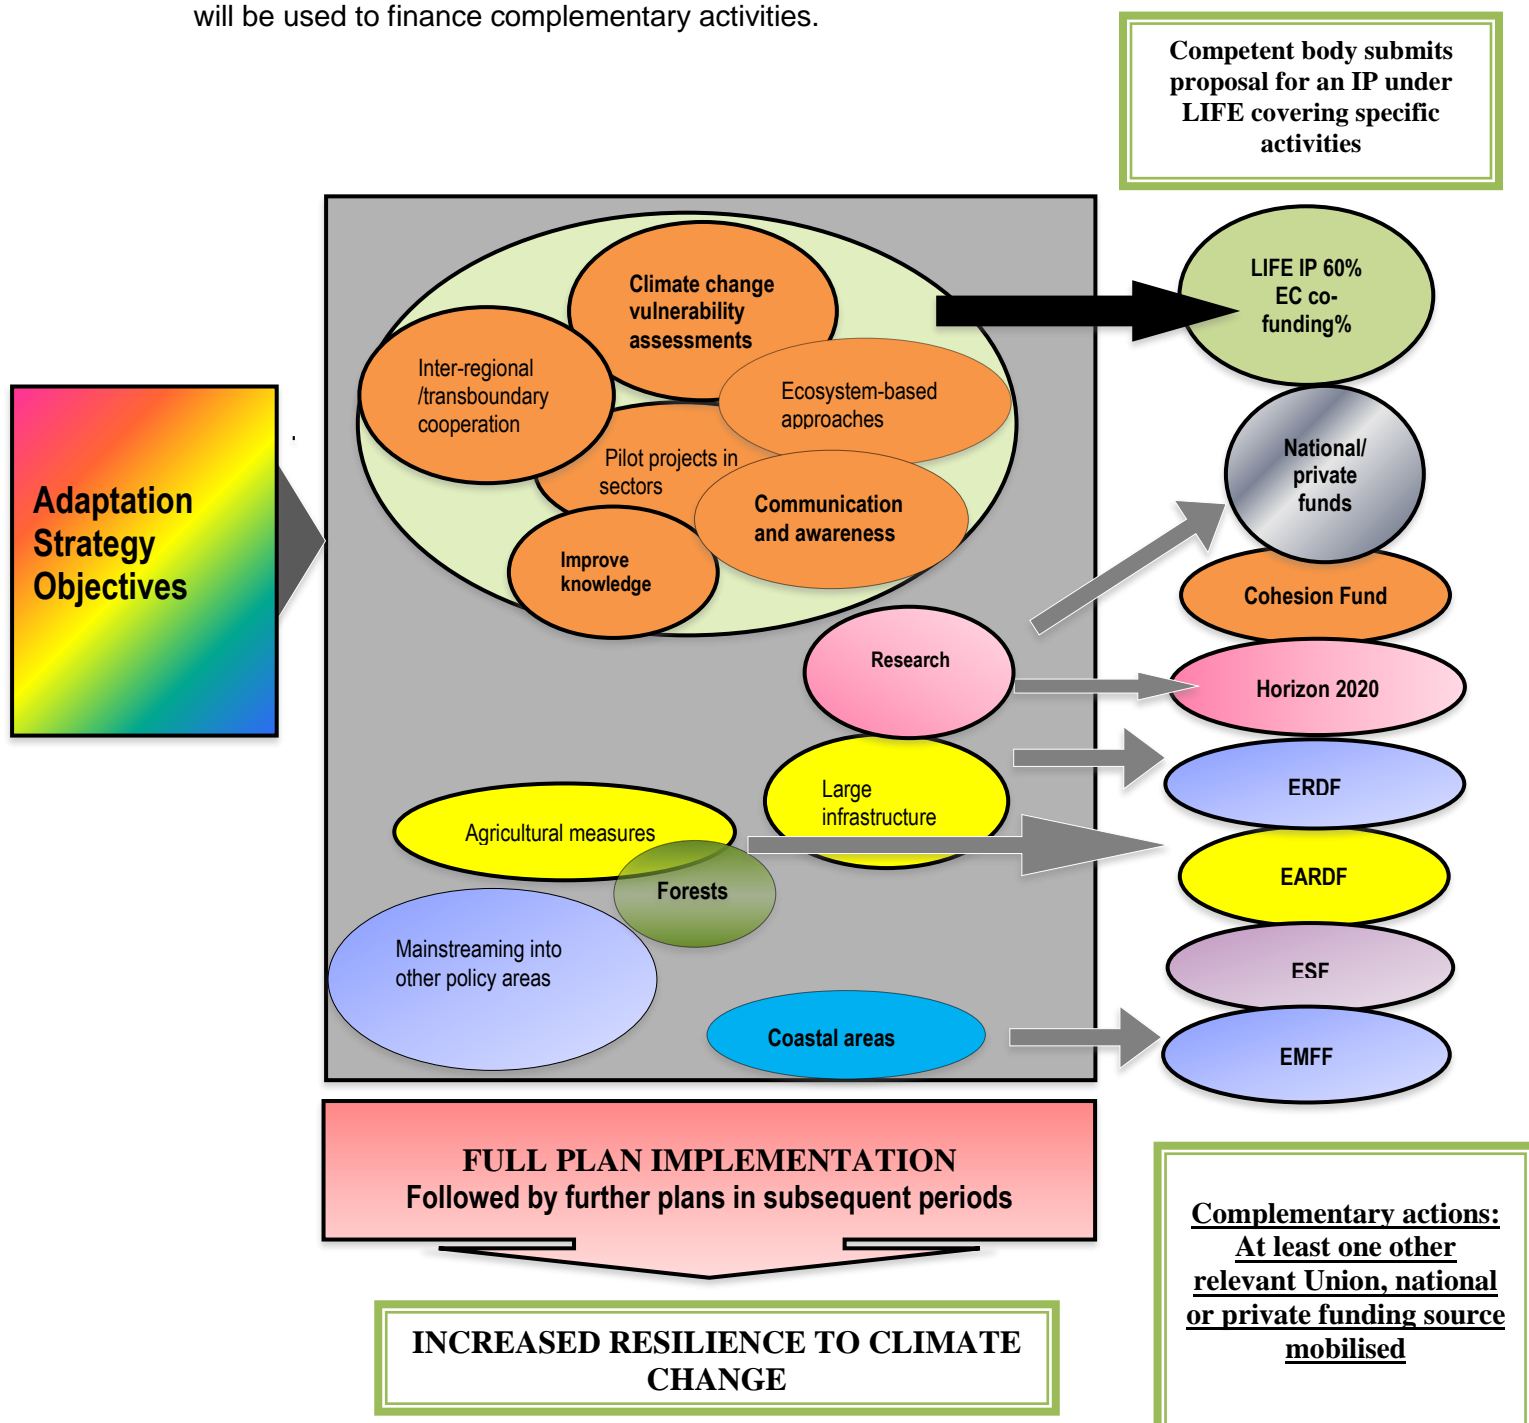 will be used to finance complementary activities.
Competent body submits
proposal for an IP under
LIFE covering specific
activities
Climate change
vulnerability
assessments
Inter-regional
/transboundary
cooperation
Ecosystem-based
approaches
Pilot projects in
sectors
Communication
and awareness
Improve
knowledge
LIFE IP 60%
EC co-
funding%
National/
private
funds
Adaptation
Strategy
Objectives
Cohesion Fund
Research
Horizon 2020
Large
infrastructure
ERDF
Agricultural measures
EARDF
Forests
Mainstreaming into
other policy areas
ESF
Coastal areas
EMFF
FULL PLAN IMPLEMENTATION
Followed by further plans in subsequent periods
Complementary actions:
At least one other
relevant Union, national
or private funding source
mobilised
INCREASED RESILIENCE TO CLIMATE
CHANGE